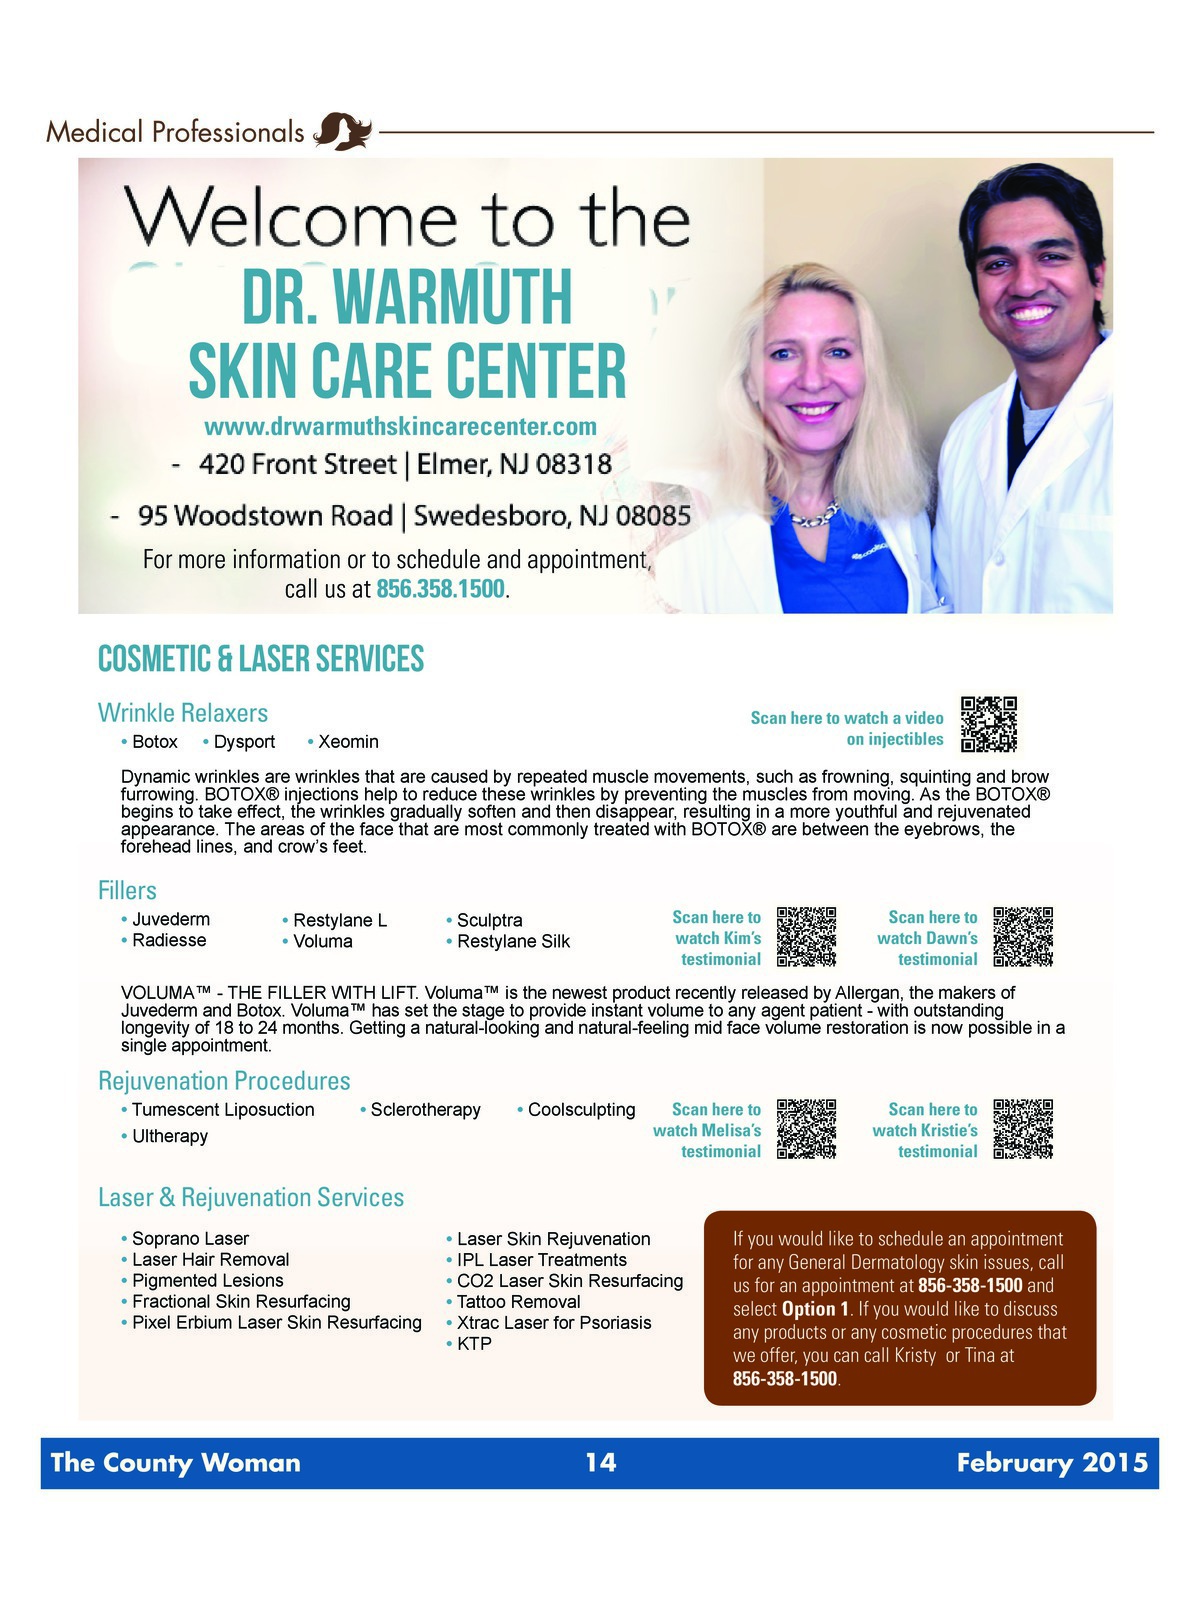 Medical Professionals
Welcome to the
DR. WARMUTH
SKIN CARE CENTER
www.drwarmuthskincarecenter.com
- 420 Front Street | Elmer, NJ 08318
- 95 Woodstown Road | Swedesboro, NJ 08085
For more information or to schedule and appointment,
call us at 856.358.1500.
COSMETIC & LASER SERVICES
Wrinkle Relaxers
• Botox • Dysport • Xeomin
Scan here to watch a video
on injectibles
Dynamic wrinkles are wrinkles that are caused by repeated muscle movements, such as frowning, squinting and brow
furrowing. BOTOX® injections help to reduce these wrinkles by preventing the muscles from moving. As the BOTOX®
begins to take effect, the wrinkles gradually soften and then disappear, resulting in a more youthful and rejuvenated
appearance. The areas of the face that are most commonly treated with BOTOX® are between the eyebrows, the
forehead lines, and crow's feet.
Fillers
• Juvederm • Restylane L • Sculptra
• Radiesse • Voluma • Restylane Silk
Scan here to
watch Kim's
testimonial
Scan here to
watch Dawn's
testimonial
VOLUMA™ - THE FILLER WITH LIFT. Voluma™ is the newest product recently released by Allergan, the makers of
Juvederm and Botox. Voluma™ has set the stage to provide instant volume to any agent patient - with outstanding
longevity of 18 to 24 months. Getting a natural-looking and natural-feeling mid face volume restoration is now possible in a
single appointment.
Rejuvenation Procedures
• Tumescent Liposuction • Sclerotherapy • Coolsculpting
• Ultherapy
Scan here to
watch Melisa's
testimonial
Scan here to
watch Kristie's
testimonial
Laser & Rejuvenation Services
• Soprano Laser
• Laser Hair Removal
• Pigmented Lesions
• Fractional Skin Resurfacing
• Pixel Erbium Laser Skin Resurfacing
• Laser Skin Rejuvenation
• IPL Laser Treatments
• CO2 Laser Skin Resurfacing
• Tattoo Removal
• Xtrac Laser for Psoriasis
• KTP
If you would like to schedule an appointment
for any General Dermatology skin issues, call
us for an appointment at 856-358-1500 and
select Option 1. If you would like to discuss
any products or any cosmetic procedures that
we offer, you can call Kristy or Tina at
856-358-1500.
The County Woman 14 February 2015